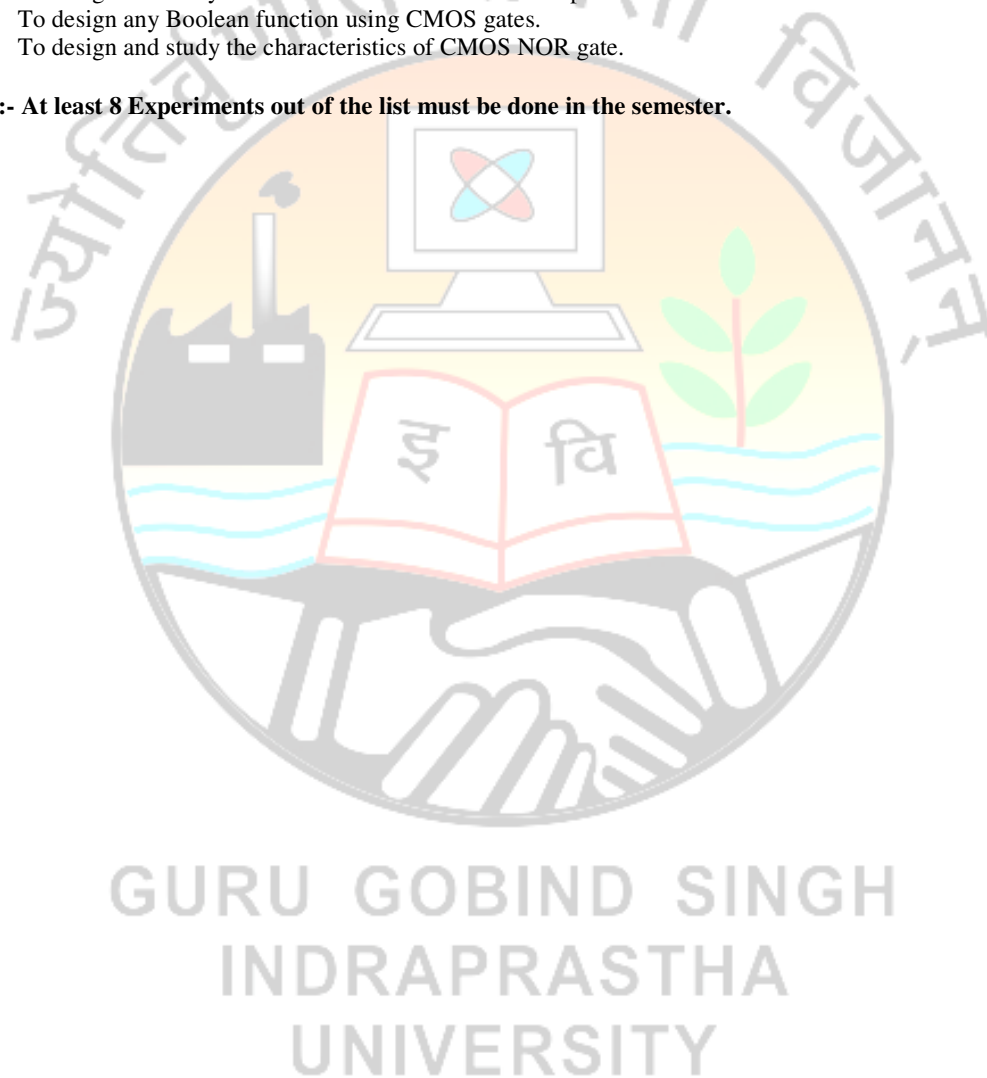 To design any Boolean function using CMOS gates.
To design and study the characteristics of CMOS NOR gate.
:- At least 8 Experiments out of the list must be done in the semester.
ज्योतिर्
विजानन्
इ वि
GURU GOBIND SINGH
INDRAPRASTHA
UNIVERSITY